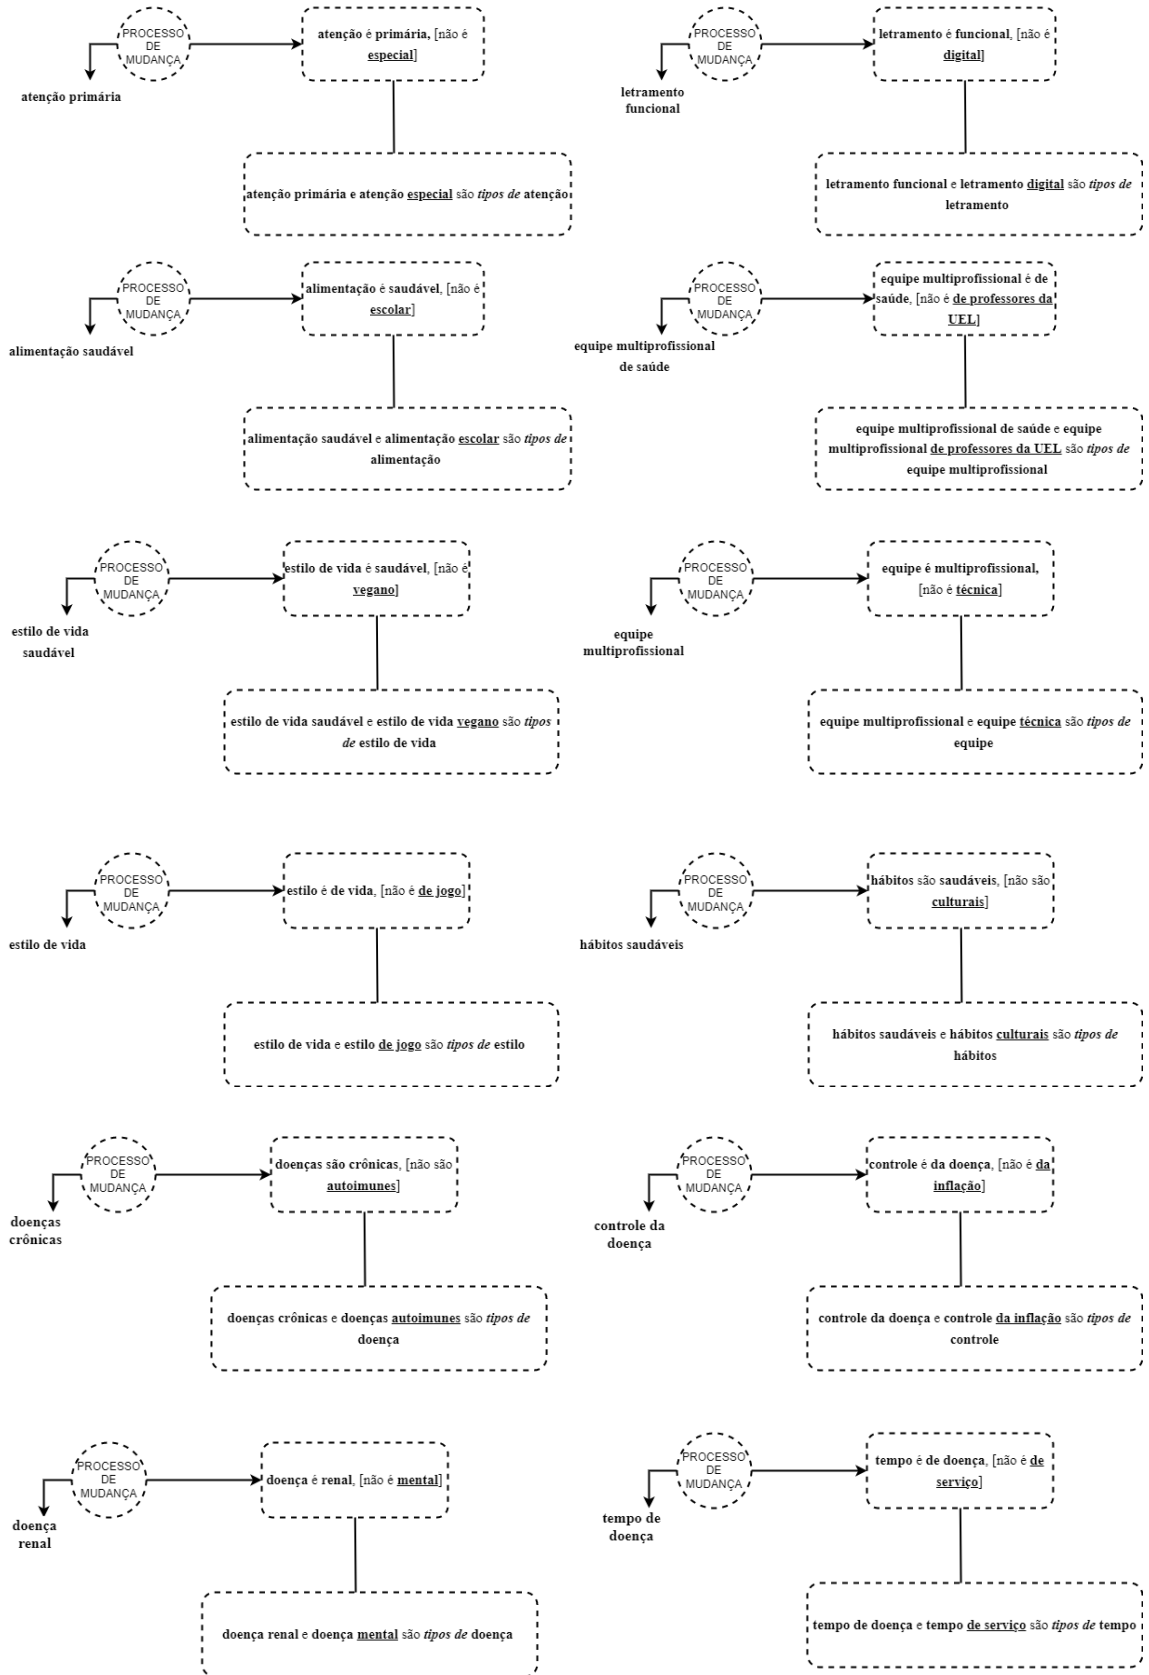 PROCESSO
DE
MUDANÇA
atenção é primária, [não é
especial]
atenção primária
atenção primária e atenção especial são tipos de atenção
PROCESSO
DE
MUDANÇA
letramento é funcional, [não é
digital]
letramento
funcional
letramento funcional e letramento digital são tipos de
letramento
PROCESSO
DE
MUDANÇA
alimentação é saudável, [não é
escolar]
alimentação saudável
alimentação saudável e alimentação escolar são tipos de
alimentação
PROCESSO
DE
MUDANÇA
equipe multiprofissional é de
saúde, [não é de professores da
UEL]
equipe multiprofissional
de saúde
equipe multiprofissional de saúde e equipe
multiprofissional de professores da UEL são tipos de
equipe multiprofissional
PROCESSO
DE
MUDANÇA
estilo de vida é saudável, [não é
vegano]
estilo de vida
saudável
estilo de vida saudável e estilo de vida vegano são tipos
de estilo de vida
PROCESSO
DE
MUDANÇA
equipe é multiprofissional,
[não é técnica]
equipe
multiprofissional
equipe multiprofissional e equipe técnica são tipos de
equipe
PROCESSO
DE
MUDANÇA
estilo é de vida, [não é de jogo]
estilo de vida
estilo de vida e estilo de jogo são tipos de estilo
PROCESSO
DE
MUDANÇA
hábitos são saudáveis, [não são
culturais]
hábitos saudáveis
hábitos saudáveis e hábitos culturais são tipos de
hábitos
PROCESSO
DE
MUDANÇA
doenças são crônicas, [não são
autoimunes]
doenças
crônicas
doenças crônicas e doenças autoimunes são tipos de
doença
PROCESSO
DE
MUDANÇA
controle é da doença, [não é da
inflação]
controle da
doença
controle da doença e controle da inflação são tipos de
controle
PROCESSO
DE
MUDANÇA
doença é renal, [não é mental]
doença
renal
doença renal e doença mental são tipos de doença
PROCESSO
DE
MUDANÇA
tempo é de doença, [não é de
serviço]
tempo de
doença
tempo de doença e tempo de serviço são tipos de tempo